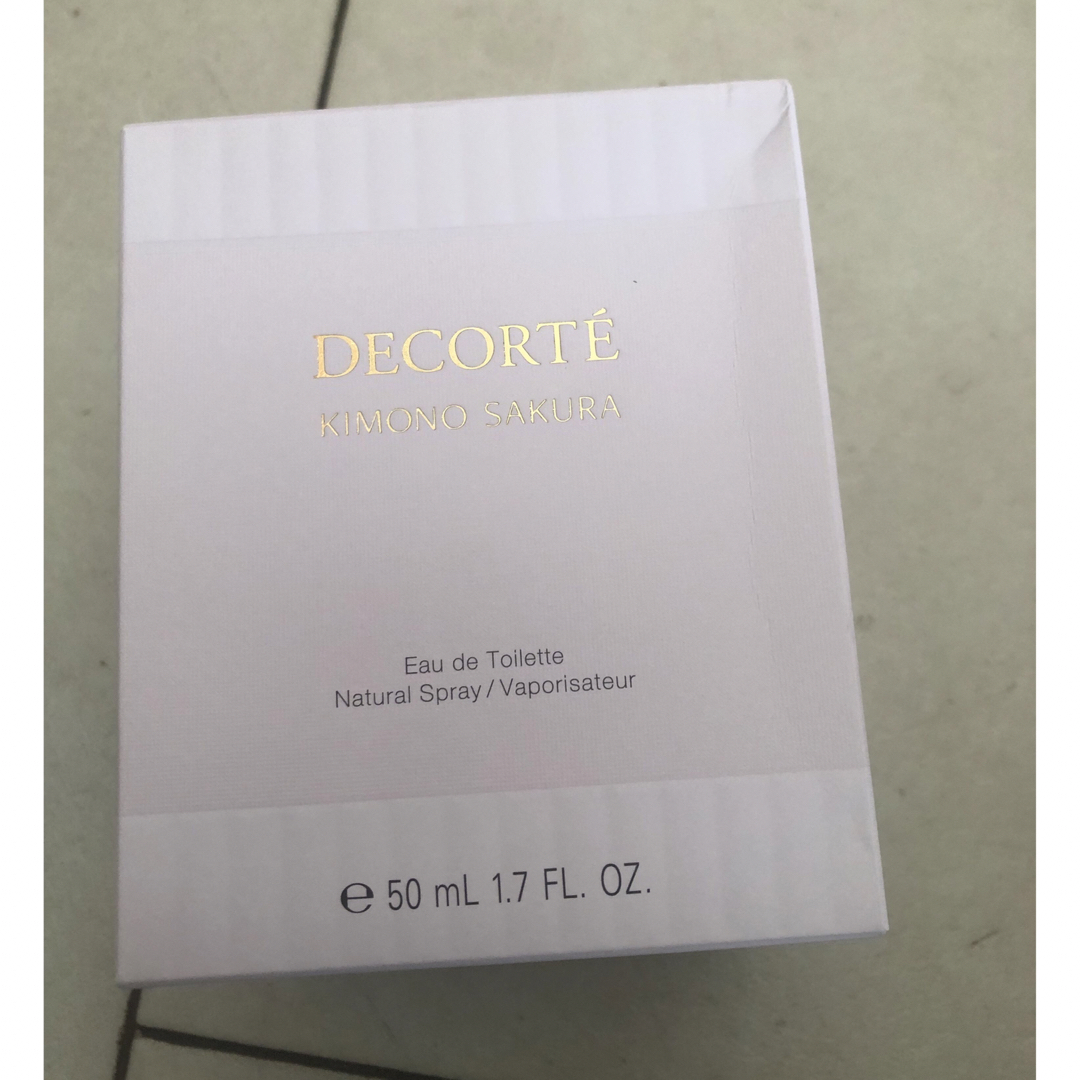 DECORTÉ
KIMONO SAKURA
Eau de Toilette
Natural Spray/Vaporisateur
℮ 50 mL 1.7 FL. OZ.